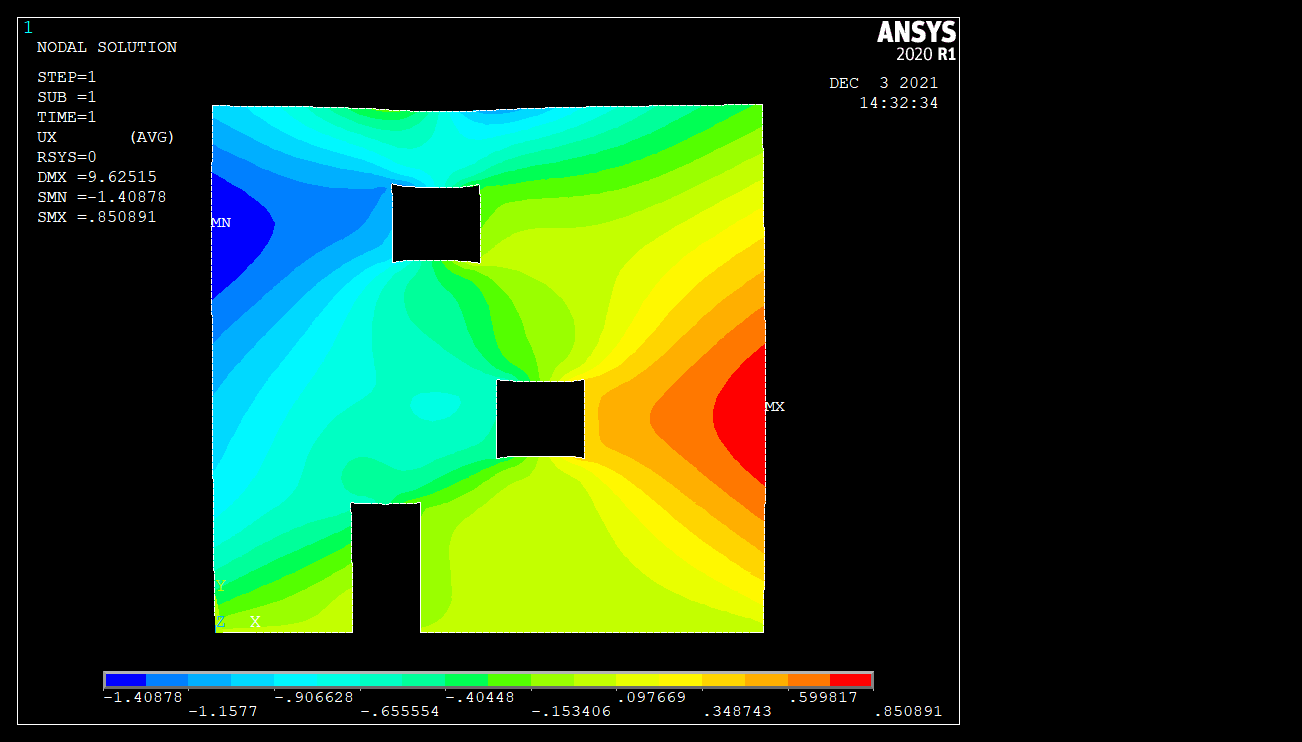 1
NODAL SOLUTION
STEP=1
SUB =1
TIME=1
UX (AVG)
RSYS=0
DMX =9.62515
SMN =-1.40878
SMX =.850891
ANSYS
2020 R1
DEC 3 2021
14:32:34
MN
MX
Y
Z X
-1.40878 -.906628 -.40448 .097669 .599817
-1.1577 -.655554 -.153406 .348743 .850891